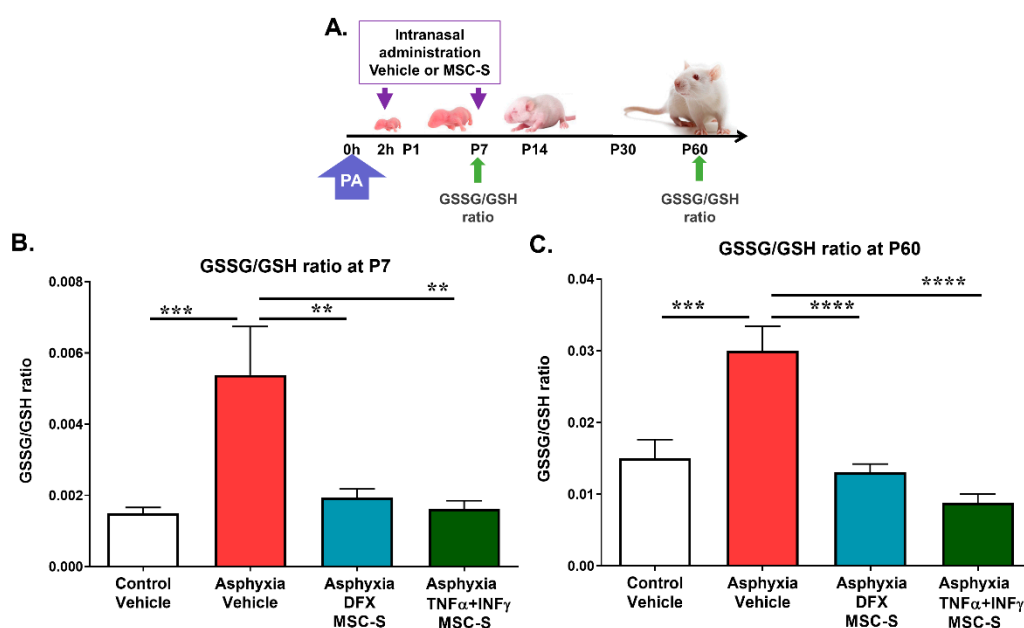 A.
Intranasal
administration
Vehicle or MSC-S
0h 2h P1 P7 P14 P30 P60
PA
GSSG/GSH
ratio
GSSG/GSH
ratio
B.
GSSG/GSH ratio at P7
GSSG/GSH ratio
0.008
0.006
0.004
0.002
0.000
***
**
**
Control
Vehicle
Asphyxia
Vehicle
Asphyxia
DFX
MSC-S
Asphyxia
TNFα+INFγ
MSC-S
C.
GSSG/GSH ratio at P60
GSSG/GSH ratio
0.04
0.03
0.02
0.01
0.00
***
****
****
Control
Vehicle
Asphyxia
Vehicle
Asphyxia
DFX
MSC-S
Asphyxia
TNFα+INFγ
MSC-S